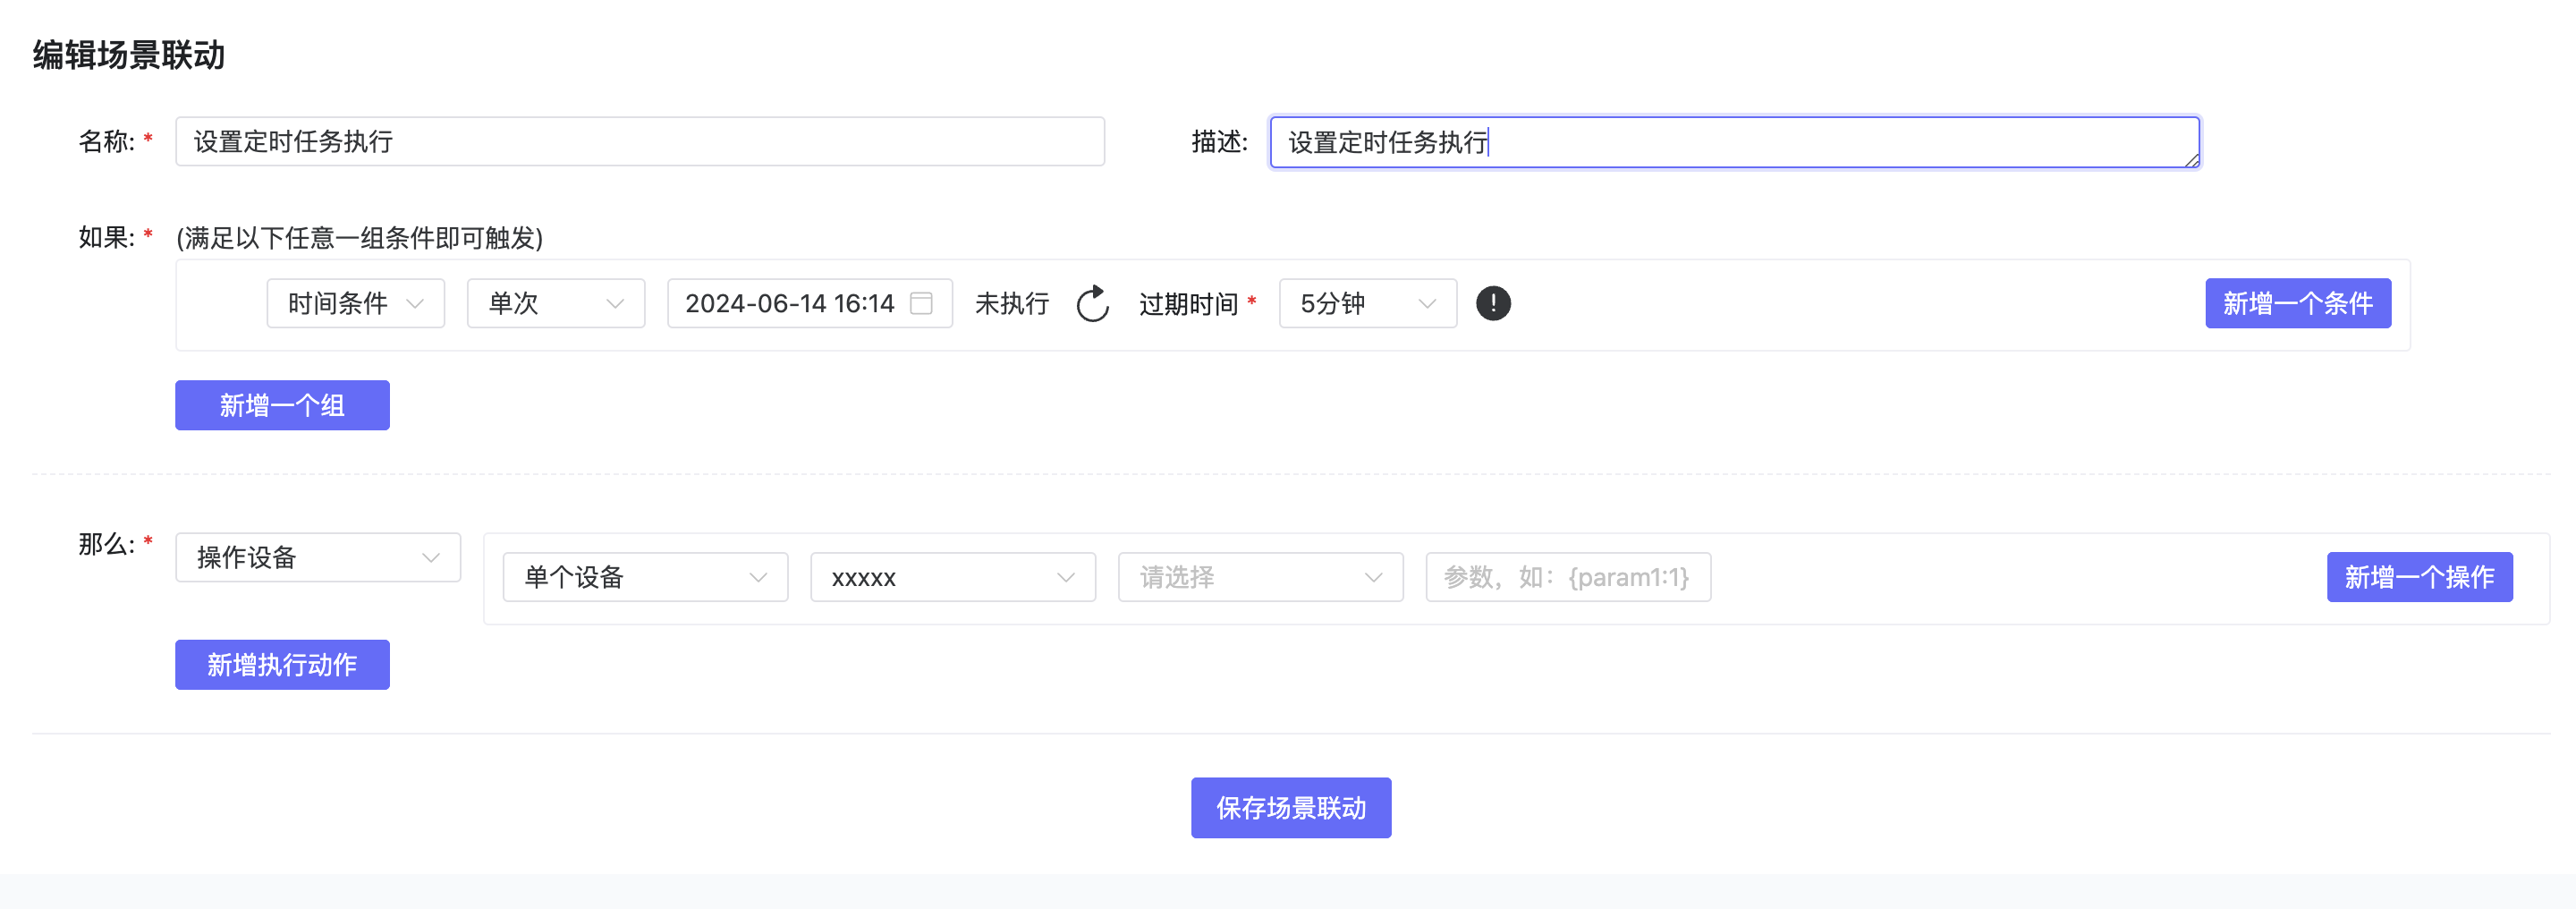 编辑场景联动
名称: * 设置定时任务执行 描述: 设置定时任务执行
如果: * (满足以下任意一组条件即可触发)
时间条件 单次 2024-06-14 16:14 未执行 过期时间 * 5分钟 新增一个条件
新增一个组
那么: * 操作设备 单个设备 xxxxx 请选择 参数，如：{param1:1} 新增一个操作
新增执行动作
保存场景联动